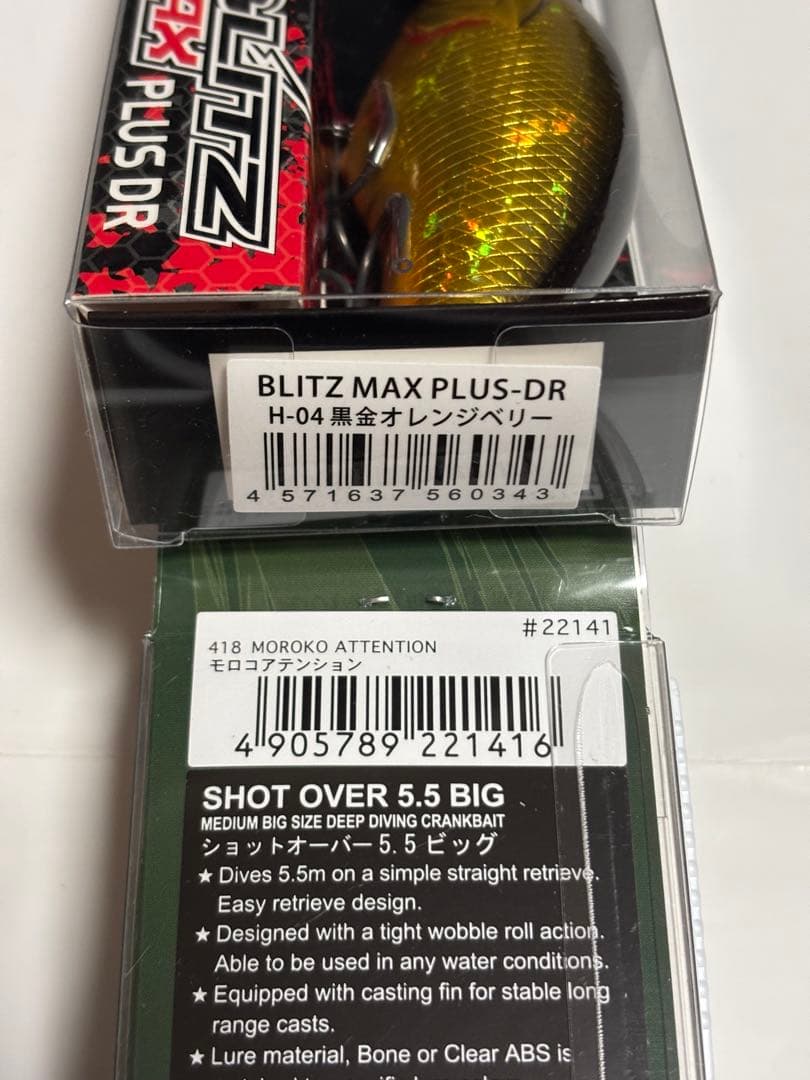 BLITZ
MAX
PLUS DR
BLITZ MAX PLUS-DR
H-04 黒金オレンジベリー
4 571637 560343
#22141
418 MOROKO ATTENTION
モロコアテンション
4 905789 221416
SHOT OVER 5.5 BIG
MEDIUM BIG SIZE DEEP DIVING CRANKBAIT
ショットオーバー 5.5 ビッグ
★ Dives 5.5m on a simple straight retrieve.
Easy retrieve design.
★ Designed with a tight wobble roll action.
Able to be used in any water conditions.
★ Equipped with casting fin for stable long
range casts.
★ Lure material, Bone or Clear ABS is